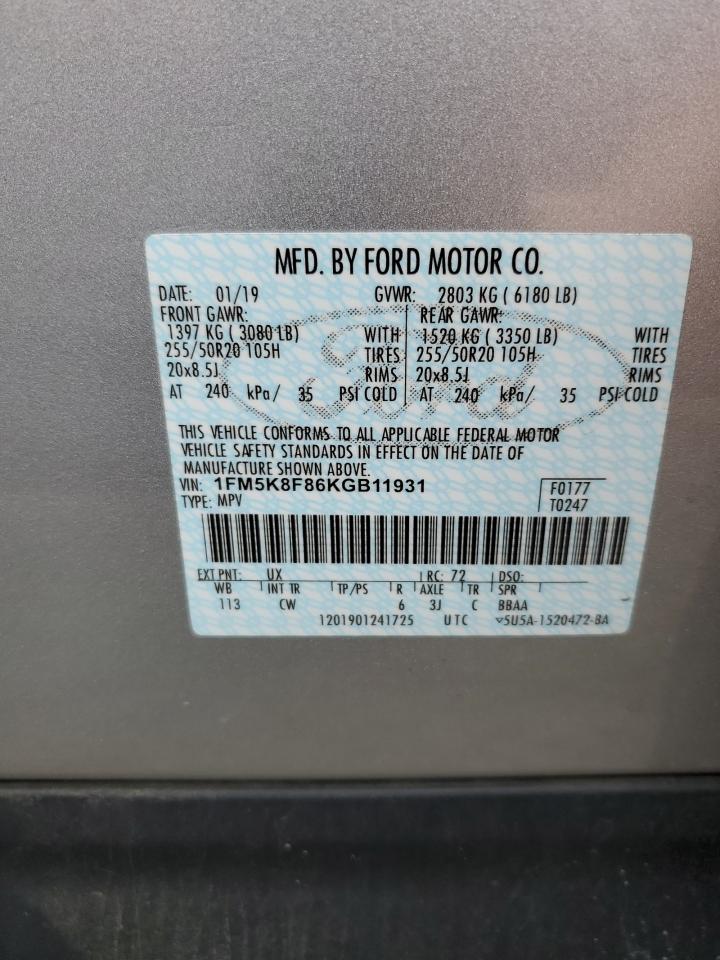 MFD. BY FORD MOTOR CO.
DATE: 01/19 GVWR: 2803 KG ( 6180 LB)
FRONT GAWR: REAR GAWR:
1397 KG ( 3080 LB) WITH 1520 KG ( 3350 LB) WITH
255/50R20 105H TIRES 255/50R20 105H TIRES
20x8.5J RIMS 20x8.5J RIMS
AT 240 kPa/ 35 PSI COLD AT 240 kPa/ 35 PSI COLD
Ford
THIS VEHICLE CONFORMS TO ALL APPLICABLE FEDERAL MOTOR
VEHICLE SAFETY STANDARDS IN EFFECT ON THE DATE OF
MANUFACTURE SHOWN ABOVE.
VIN: 1FM5K8F86KGB11931 F0177
TYPE: MPV T0247
EXT PNT: UX RC: 72 DSO:
WB INT TR TP/PS R AXLE TR SPR
113 CW 6 3J C BBAA
1201901241725 UTC 5U5A-1520472-BA